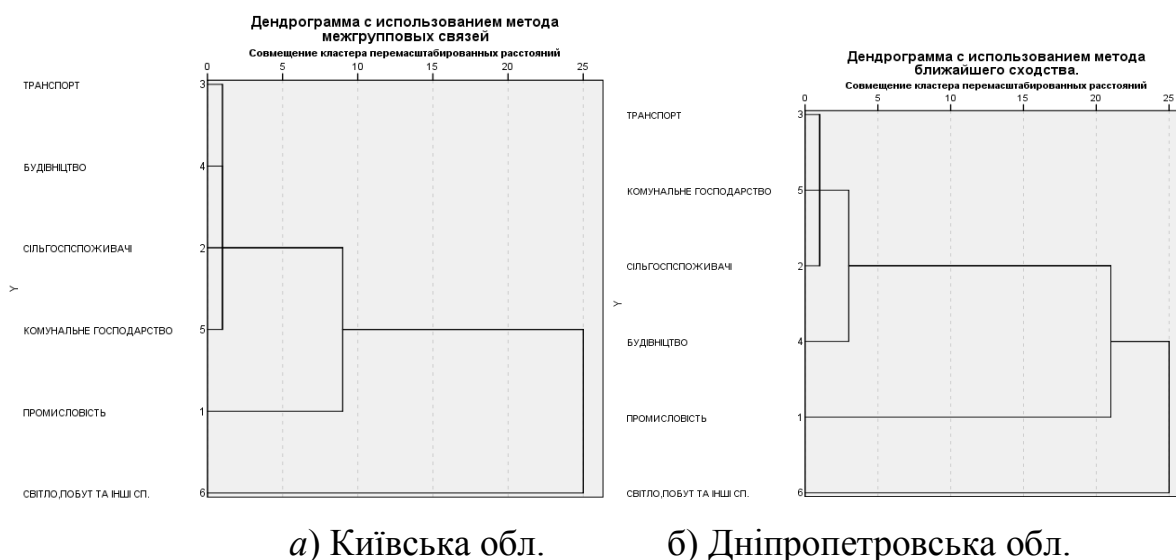 Дендрограмма с использованием метода
межгрупповых связей
Совмещение кластера перемасштабированных расстояний
0 5 10 15 20 25
ТРАНСПОРТ 3
БУДІВНІЦТВО 4
СІЛЬГОСПСПОЖИВАЧІ 2
Y
КОМУНАЛЬНЕ ГОСПОДАРСТВО 5
ПРОМИСЛОВІСТЬ 1
СВІТЛО,ПОБУТ ТА ІНШІ СП. 6
а) Київська обл.
Дендрограмма с использованием метода
ближайшего сходства.
Совмещение кластера перемасштабированных расстояний
0 5 10 15 20 25
ТРАНСПОРТ 3
КОМУНАЛЬНЕ ГОСПОДАРСТВО 5
СІЛЬГОСПСПОЖИВАЧІ 2
Y
БУДІВНІЦТВО 4
ПРОМИСЛОВІСТЬ 1
СВІТЛО,ПОБУТ ТА ІНШІ СП. 6
б) Дніпропетровська обл.